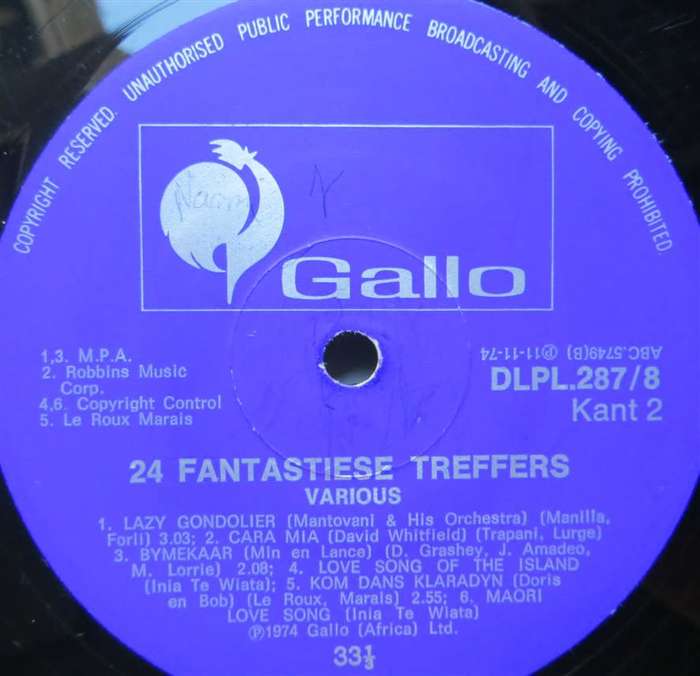 COPYRIGHT RESERVED. UNAUTHORISED PUBLIC PERFORMANCE BROADCASTING AND COPYING PROHIBITED.
Gallo
1,3. M.P.A.
2. Robbins Music
Corp.
4,6. Copyright Control
5. Le Roux Marais
ABC.5749(B) Ⓟ11-11-74
DLPL.287/8
Kant 2
24 FANTASTIESE TREFFERS
VARIOUS
1. LAZY GONDOLIER (Mantovani & His Orchestra) (Manilla,
Forli) 3.03; 2. CARA MIA (David Whitfield) (Trapani, Lurge)
3. BYMEKAAR (Min en Lance) (D. Grashey, J. Amadeo,
M. Lorrie) 2:08; 4. LOVE SONG OF THE ISLAND
(Inia Te Wiata); 5. KOM DANS KLARADYN (Doris
en Bob) (Le Roux, Marais) 2:55; 6. MAORI
LOVE SONG (Inia Te Wiata)
Ⓟ1974 Gallo (Africa) Ltd.
33⅓